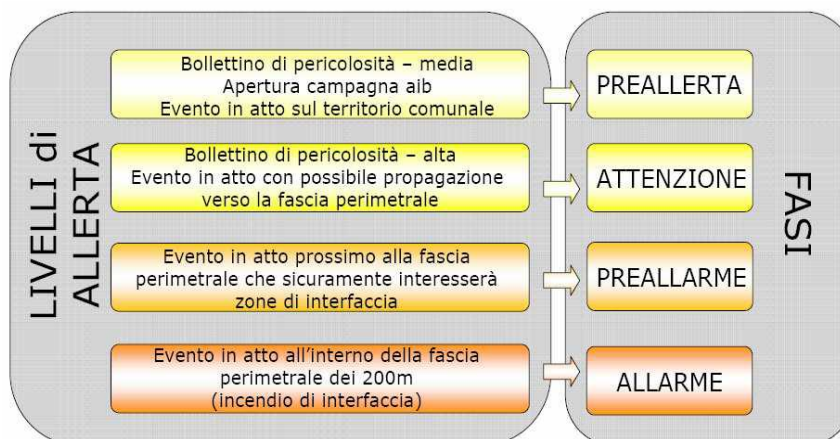 LIVELLI di
ALLERTA
Bollettino di pericolosità – media
Apertura campagna aib
Evento in atto sul territorio comunale
PREALLERTA
Bollettino di pericolosità – alta
Evento in atto con possibile propagazione
verso la fascia perimetrale
ATTENZIONE
Evento in atto prossimo alla fascia
perimetrale che sicuramente interesserà
zone di interfaccia
PREALLARME
Evento in atto all'interno della fascia
perimetrale dei 200m
(incendio di interfaccia)
ALLARME
FASI